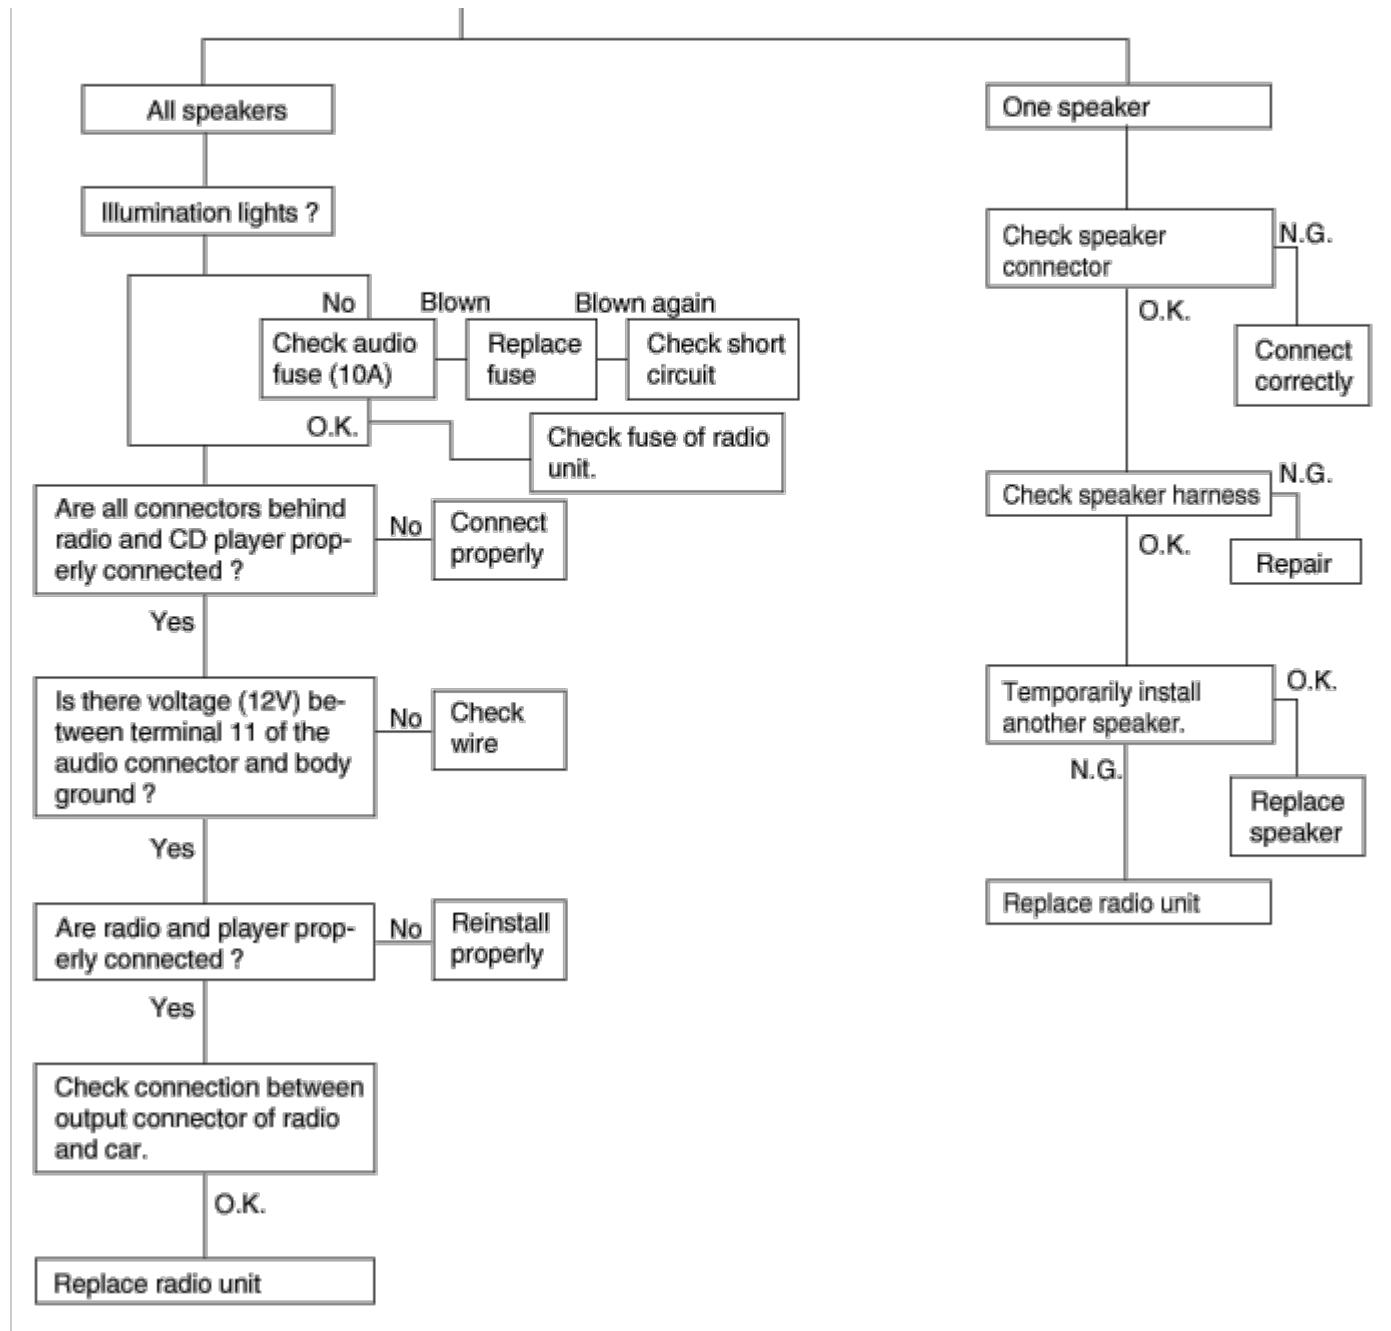 All speakers
Illumination lights ?
No
Blown
Blown again
Check audio
fuse (10A)
Replace
fuse
Check short
circuit
O.K.
Check fuse of radio
unit.
Are all connectors behind
radio and CD player prop-
erly connected ?
No
Connect
properly
Yes
Is there voltage (12V) be-
tween terminal 11 of the
audio connector and body
ground ?
No
Check
wire
Yes
Are radio and player prop-
erly connected ?
No
Reinstall
properly
Yes
Check connection between
output connector of radio
and car.
O.K.
Replace radio unit
One speaker
Check speaker
connector
N.G.
Connect
correctly
O.K.
Check speaker harness
N.G.
Repair
O.K.
Temporarily install
another speaker.
O.K.
Replace
speaker
N.G.
Replace radio unit